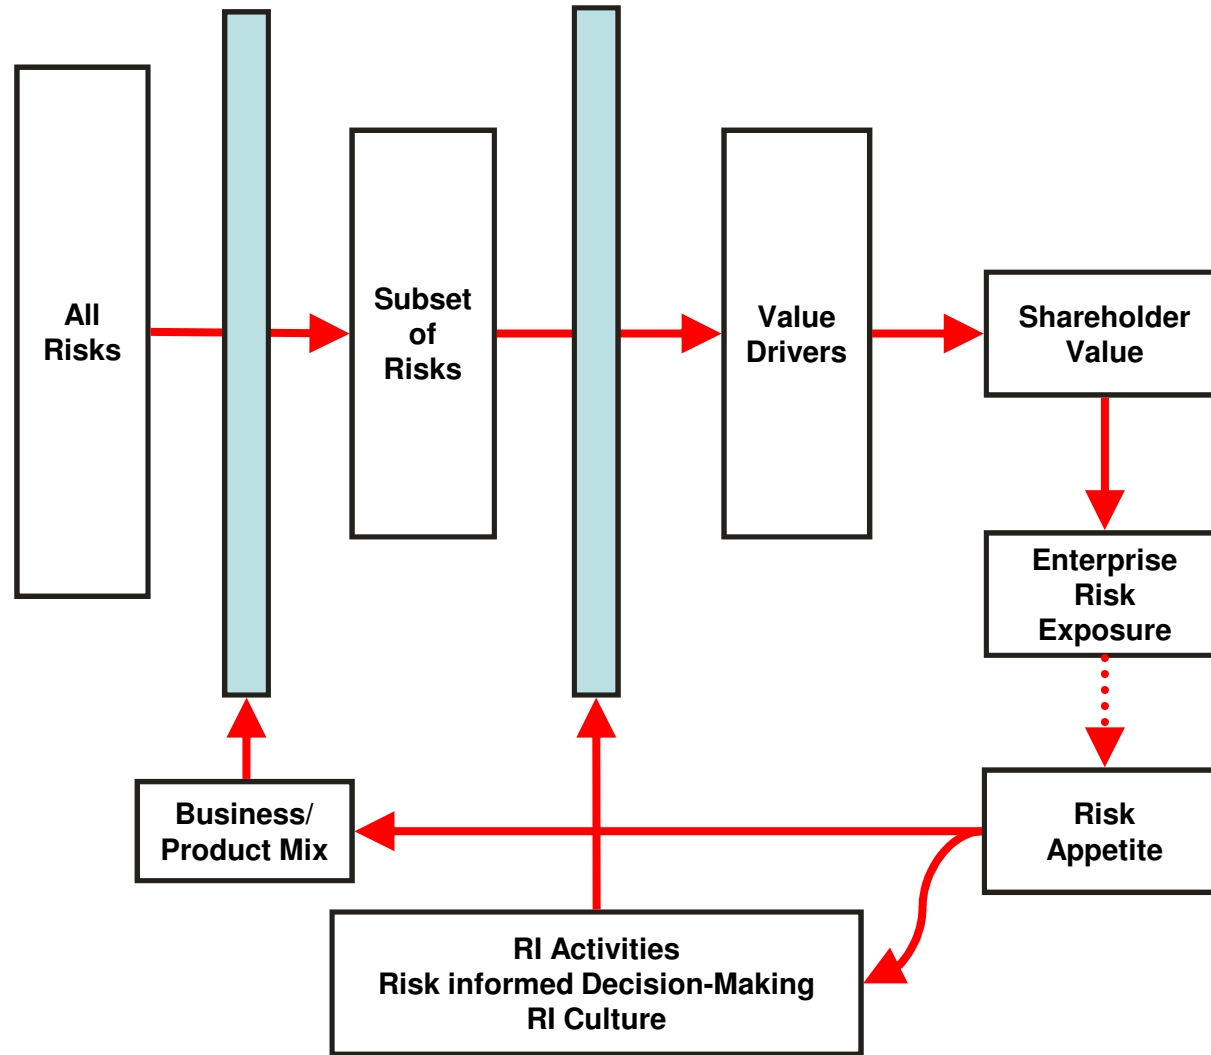 All
Risks
Subset
of
Risks
Value
Drivers
Shareholder
Value
Enterprise
Risk
Exposure
Business/
Product Mix
Risk
Appetite
RI Activities
Risk informed Decision-Making
RI Culture